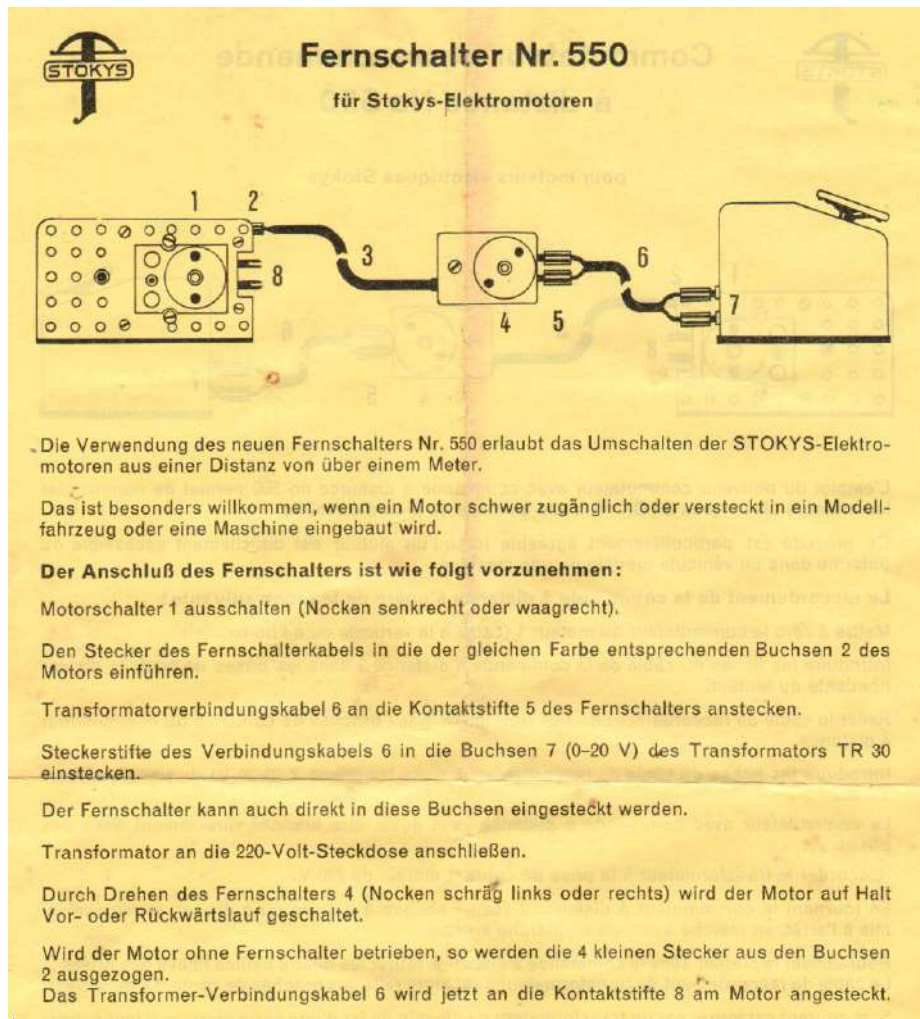 STOKYS
Fernschalter Nr. 550
für Stokys-Elektromotoren
1 2
3
8
4 5
6
7
Die Verwendung des neuen Fernschalters Nr. 550 erlaubt das Umschalten der STOKYS-Elektro-
motoren aus einer Distanz von über einem Meter.
Das ist besonders willkommen, wenn ein Motor schwer zugänglich oder versteckt in ein Modell-
fahrzeug oder eine Maschine eingebaut wird.
Der Anschluß des Fernschalters ist wie folgt vorzunehmen:
Motorschalter 1 ausschalten (Nocken senkrecht oder waagrecht).
Den Stecker des Fernschalterkabels in die der gleichen Farbe entsprechenden Buchsen 2 des
Motors einführen.
Transformatorverbindungskabel 6 an die Kontaktstifte 5 des Fernschalters anstecken.
Steckerstifte des Verbindungskabels 6 in die Buchsen 7 (0–20 V) des Transformators TR 30
einstecken.
Der Fernschalter kann auch direkt in diese Buchsen eingesteckt werden.
Transformator an die 220-Volt-Steckdose anschließen.
Durch Drehen des Fernschalters 4 (Nocken schräg links oder rechts) wird der Motor auf Halt
Vor- oder Rückwärtslauf geschaltet.
Wird der Motor ohne Fernschalter betrieben, so werden die 4 kleinen Stecker aus den Buchsen
2 ausgezogen.
Das Transformer-Verbindungskabel 6 wird jetzt an die Kontaktstifte 8 am Motor angesteckt.